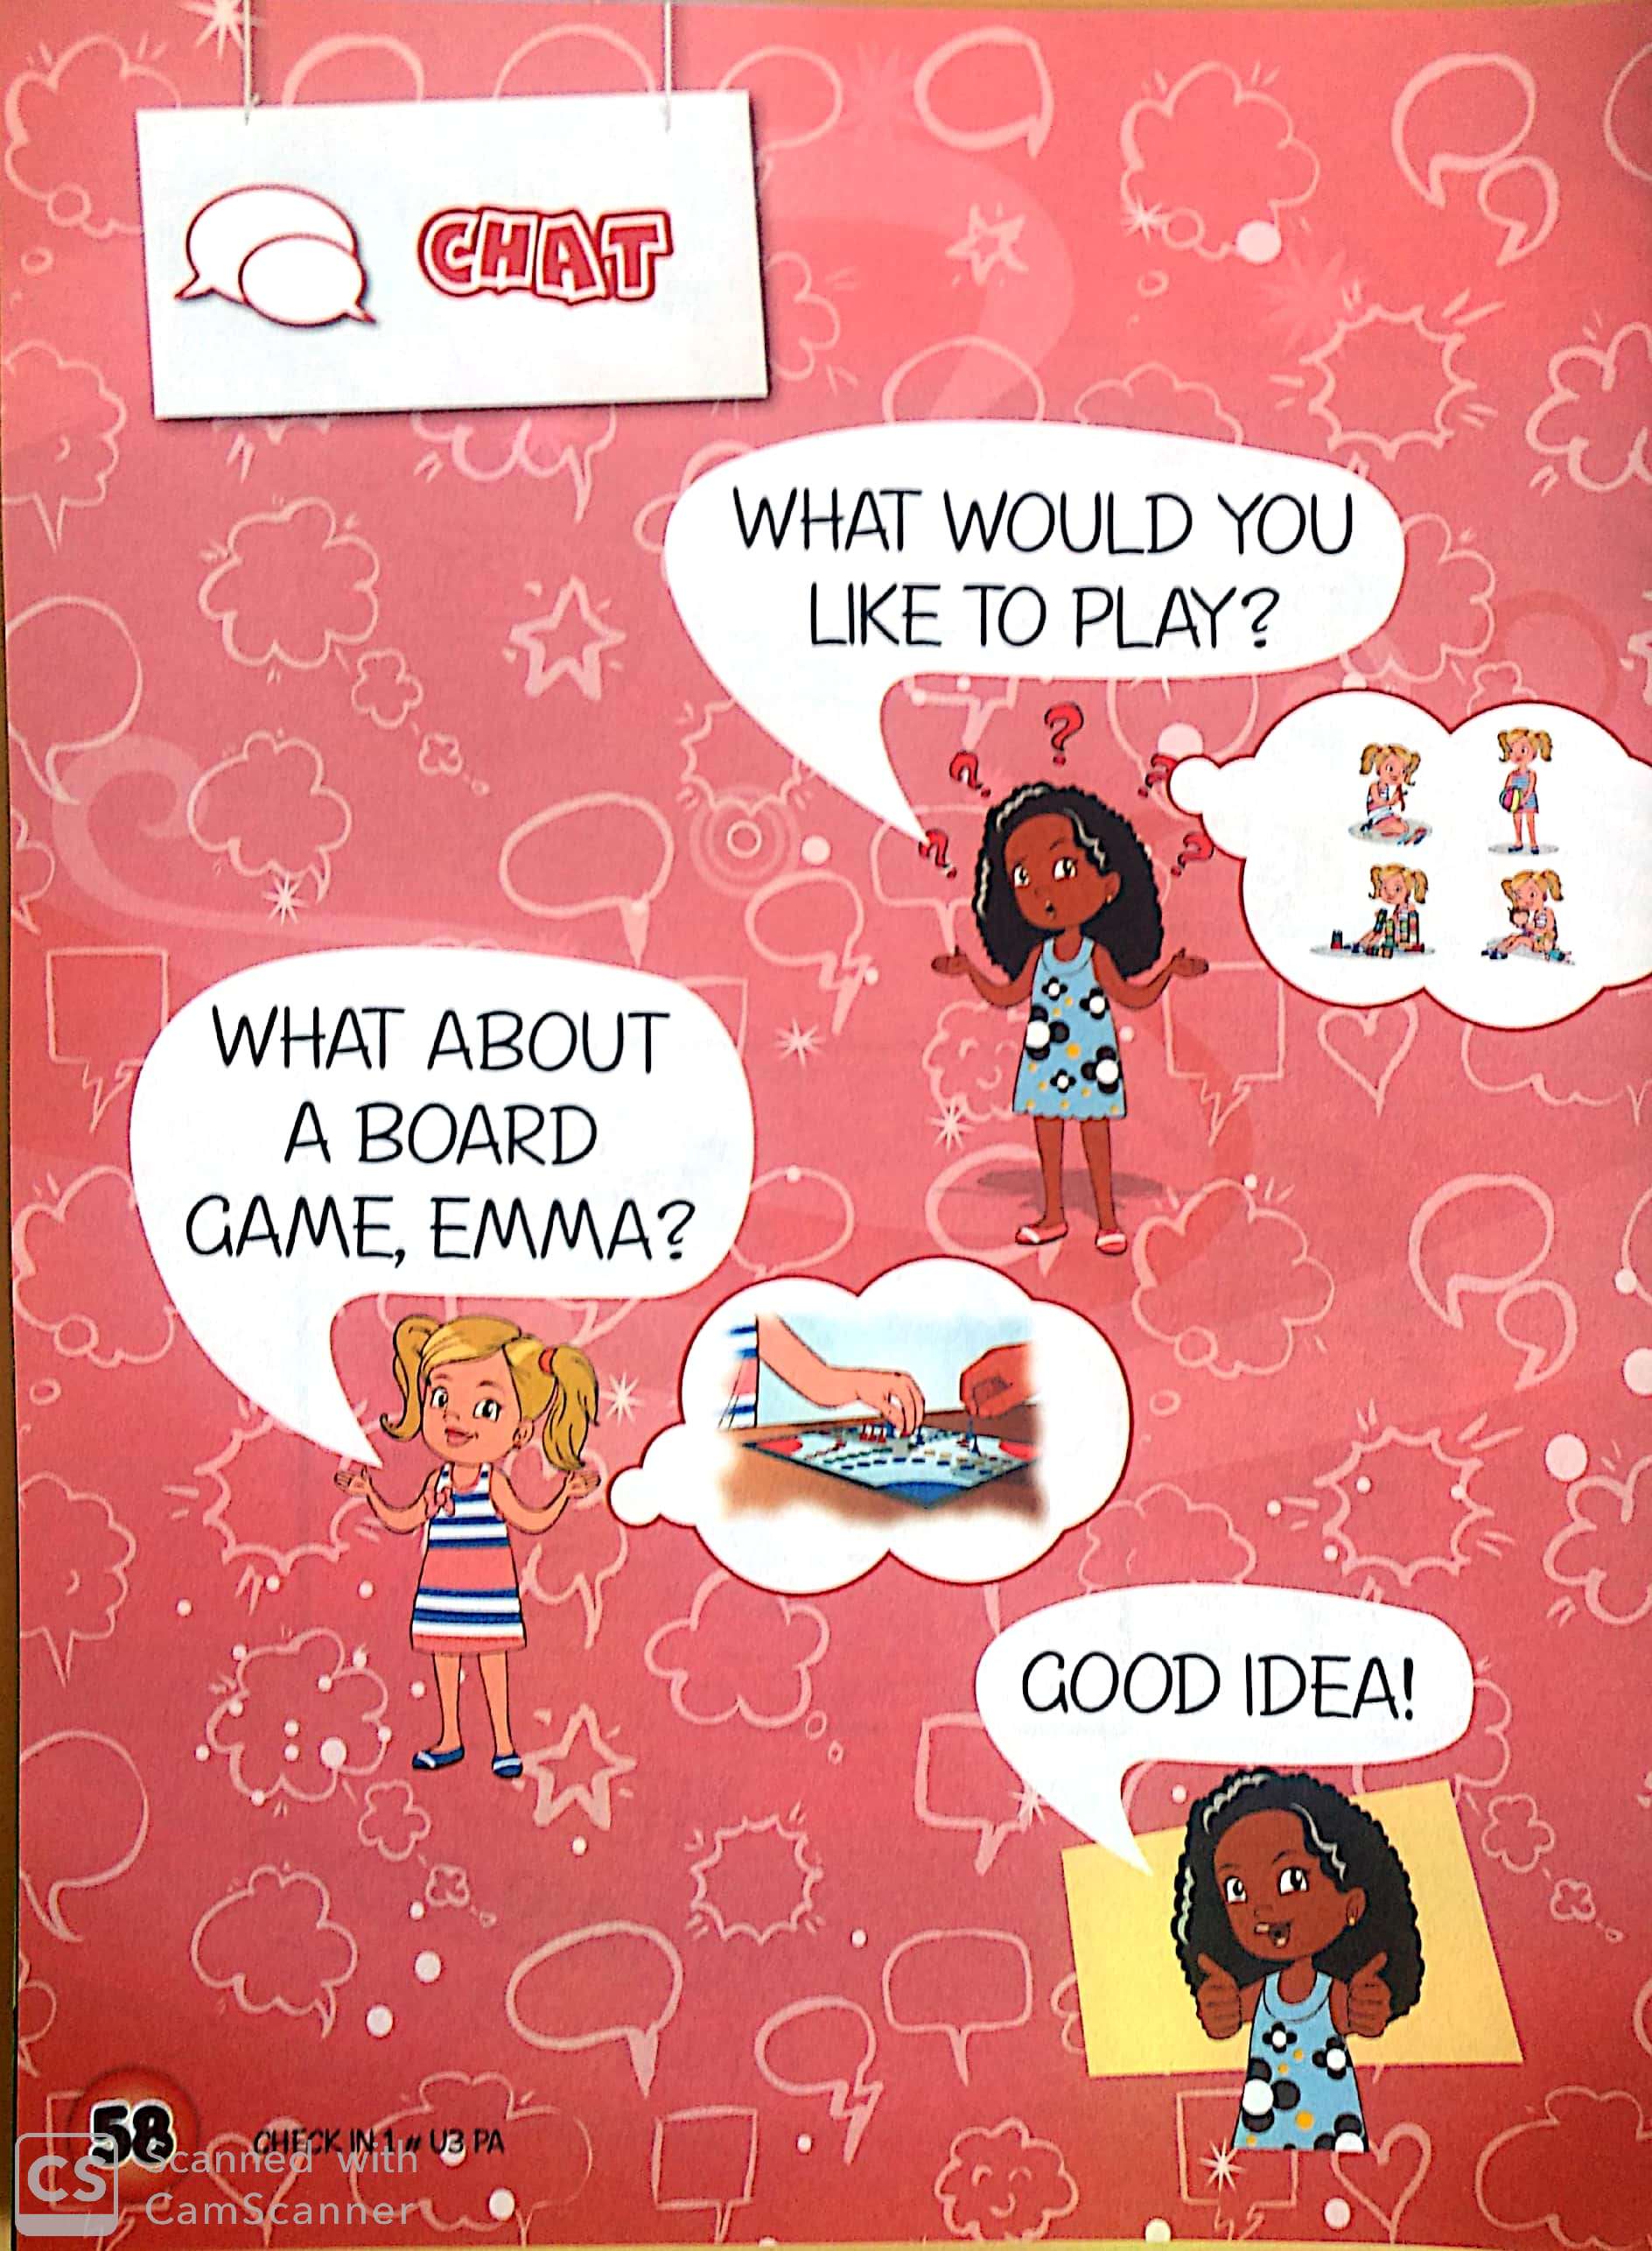 CHAT
WHAT WOULD YOU
LIKE TO PLAY?
WHAT ABOUT
A BOARD
GAME, EMMA?
GOOD IDEA!
58
CHECK IN 1 // U3 PA
CS
Scanned with
CamScanner